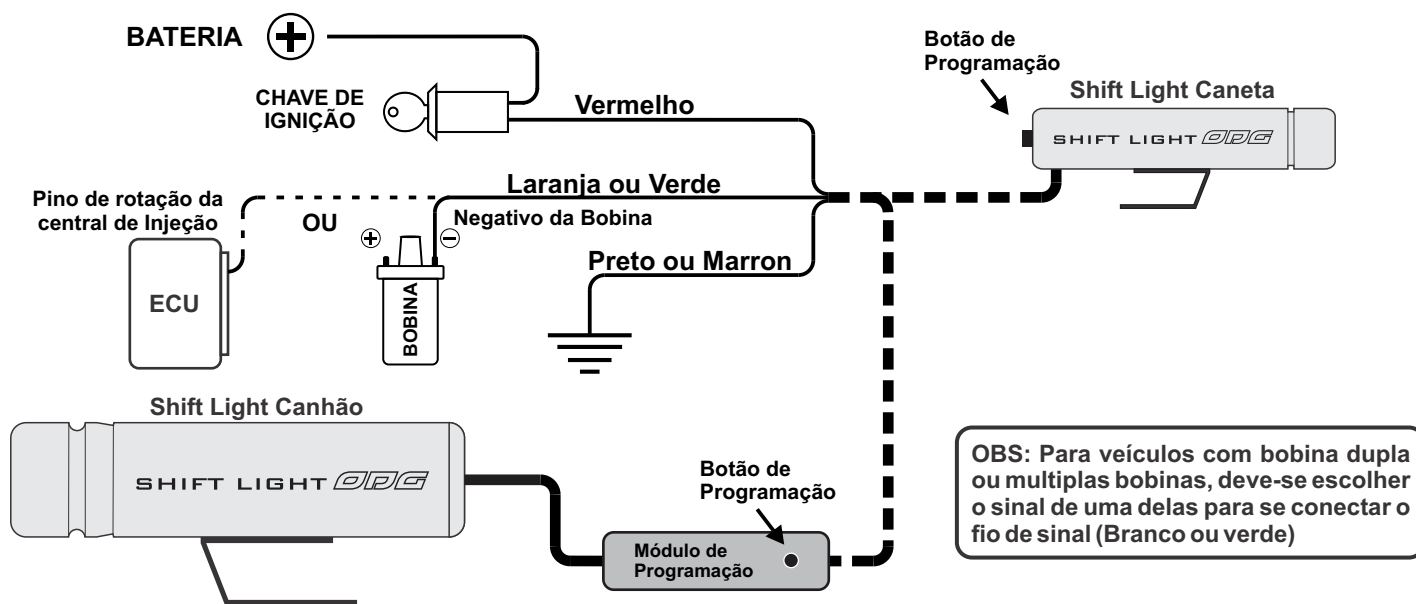 BATERIA
CHAVE DE
IGNIÇÃO
Vermelho
Botão de
Programação
Shift Light Caneta
SHIFT LIGHT ODG
Pino de rotação da
central de Injeção
OU
Laranja ou Verde
Negativo da Bobina
ECU
BOBINA
Preto ou Marron
Shift Light Canhão
SHIFT LIGHT ODG
Botão de
Programação
Módulo de
Programação
OBS: Para veículos com bobina dupla
ou multiplas bobinas, deve-se escolher
o sinal de uma delas para se conectar o
fio de sinal (Branco ou verde)